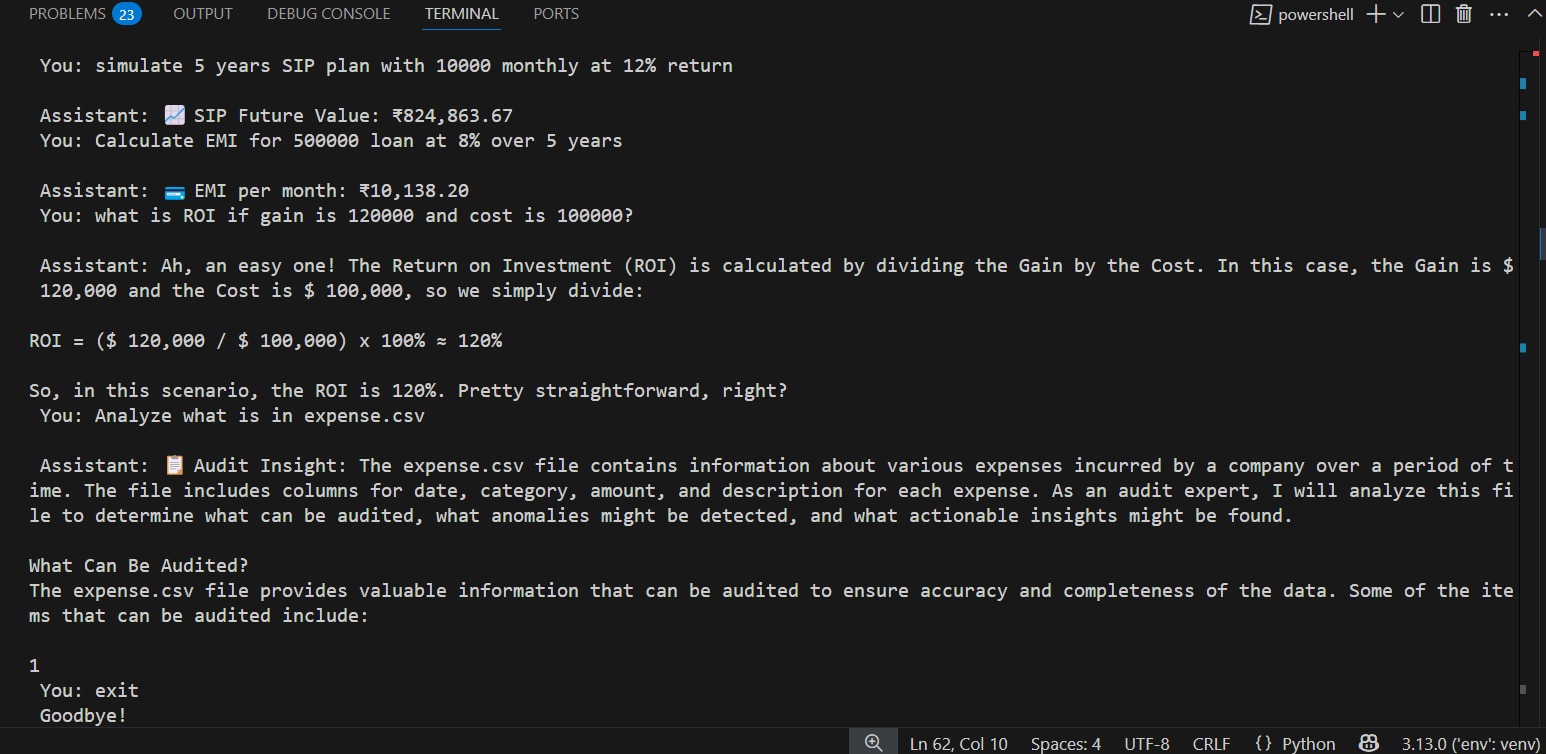 PROBLEMS 23 OUTPUT DEBUG CONSOLE TERMINAL PORTS powershell
You: simulate 5 years SIP plan with 10000 monthly at 12% return
Assistant: 📈 SIP Future Value: ₹824,863.67
You: Calculate EMI for 500000 loan at 8% over 5 years
Assistant: 💳 EMI per month: ₹10,138.20
You: what is ROI if gain is 120000 and cost is 100000?
Assistant: Ah, an easy one! The Return on Investment (ROI) is calculated by dividing the Gain by the Cost. In this case, the Gain is $
120,000 and the Cost is $ 100,000, so we simply divide:
ROI = ($ 120,000 / $ 100,000) x 100% ≈ 120%
So, in this scenario, the ROI is 120%. Pretty straightforward, right?
You: Analyze what is in expense.csv
Assistant: 📋 Audit Insight: The expense.csv file contains information about various expenses incurred by a company over a period of t
ime. The file includes columns for date, category, amount, and description for each expense. As an audit expert, I will analyze this fi
le to determine what can be audited, what anomalies might be detected, and what actionable insights might be found.
What Can Be Audited?
The expense.csv file provides valuable information that can be audited to ensure accuracy and completeness of the data. Some of the ite
ms that can be audited include:
1
You: exit
Goodbye!
Ln 62, Col 10 Spaces: 4 UTF-8 CRLF {} Python 3.13.0 ('env': venv)